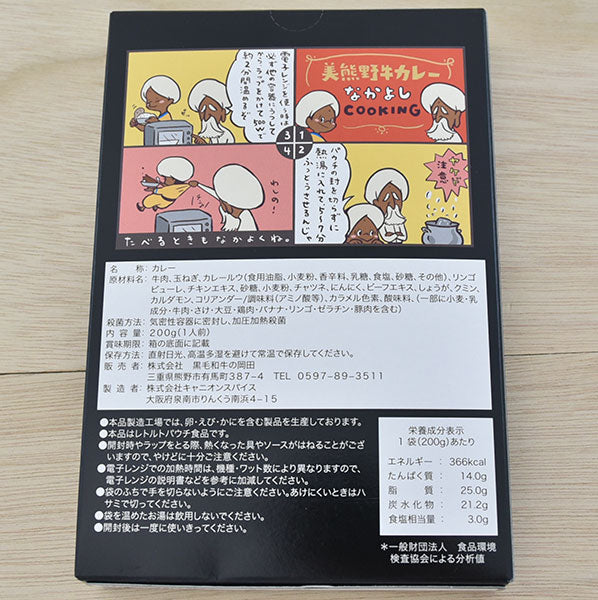 美熊野牛カレー
なかよし
COOKING
1
2
3
4
パウチの封を切らずに
熱湯に入れて、5〜7分
ふっとうさせるんじゃ
ヤケド
注意
電子レンジを使う時は
必ず他の容器にうつして
からラップをかけて500Wで
約2分間温めるぞ
わしの!
たべるときもなかよくね。
名　　称: カレー
原材料名: 牛肉、玉ねぎ、カレールウ(食用油脂、小麦粉、香辛料、乳糖、食塩、砂糖、その他)、リンゴ
ピューレ、チキンエキス、砂糖、小麦粉、チャツネ、にんにく、ビーフエキス、しょうが、クミン、
カルダモン、コリアンダー/調味料(アミノ酸等)、カラメル色素、酸味料、(一部に小麦・乳
成分・牛肉・さけ・大豆・鶏肉・バナナ・リンゴ・ゼラチン・豚肉を含む)
殺菌方法: 気密性容器に密封し、加圧加熱殺菌
内 容 量: 200g(1人前)
賞味期限: 箱の底面に記載
保存方法: 直射日光、高温多湿を避けて常温で保存してください。
販 売 者: 株式会社　黒毛和牛の岡田
三重県熊野市有馬町387-4　TEL 0597-89-3511
製 造 者: 株式会社キャニオンスパイス
大阪府泉南市りんくう南浜4-15
●本品製造工場では、卵・えび・かにを含む製品を生産しております。
●本品はレトルトパウチ食品です。
●開封時やラップをとる際、熱くなった具やソースがはねることがござ
いますので、やけどに十分ご注意ください。
●電子レンジでの加熱時間は、機種・ワット数により異なりますので、
電子レンジの説明書などを参考に加減してください。
●袋のふちで手を切らないようにご注意ください。あけにくいときはハ
サミで切ってください。
●袋を温めたお湯は飲用しないでください。
●開封後は一度に使いきってください。
栄養成分表示
1袋(200g)あたり
エネルギー : 366kcal
たんぱく質 : 14.0g
脂　　質 : 25.0g
炭水化物 : 21.2g
食塩相当量 : 3.0g
＊一般財団法人　食品環境
検査協会による分析値